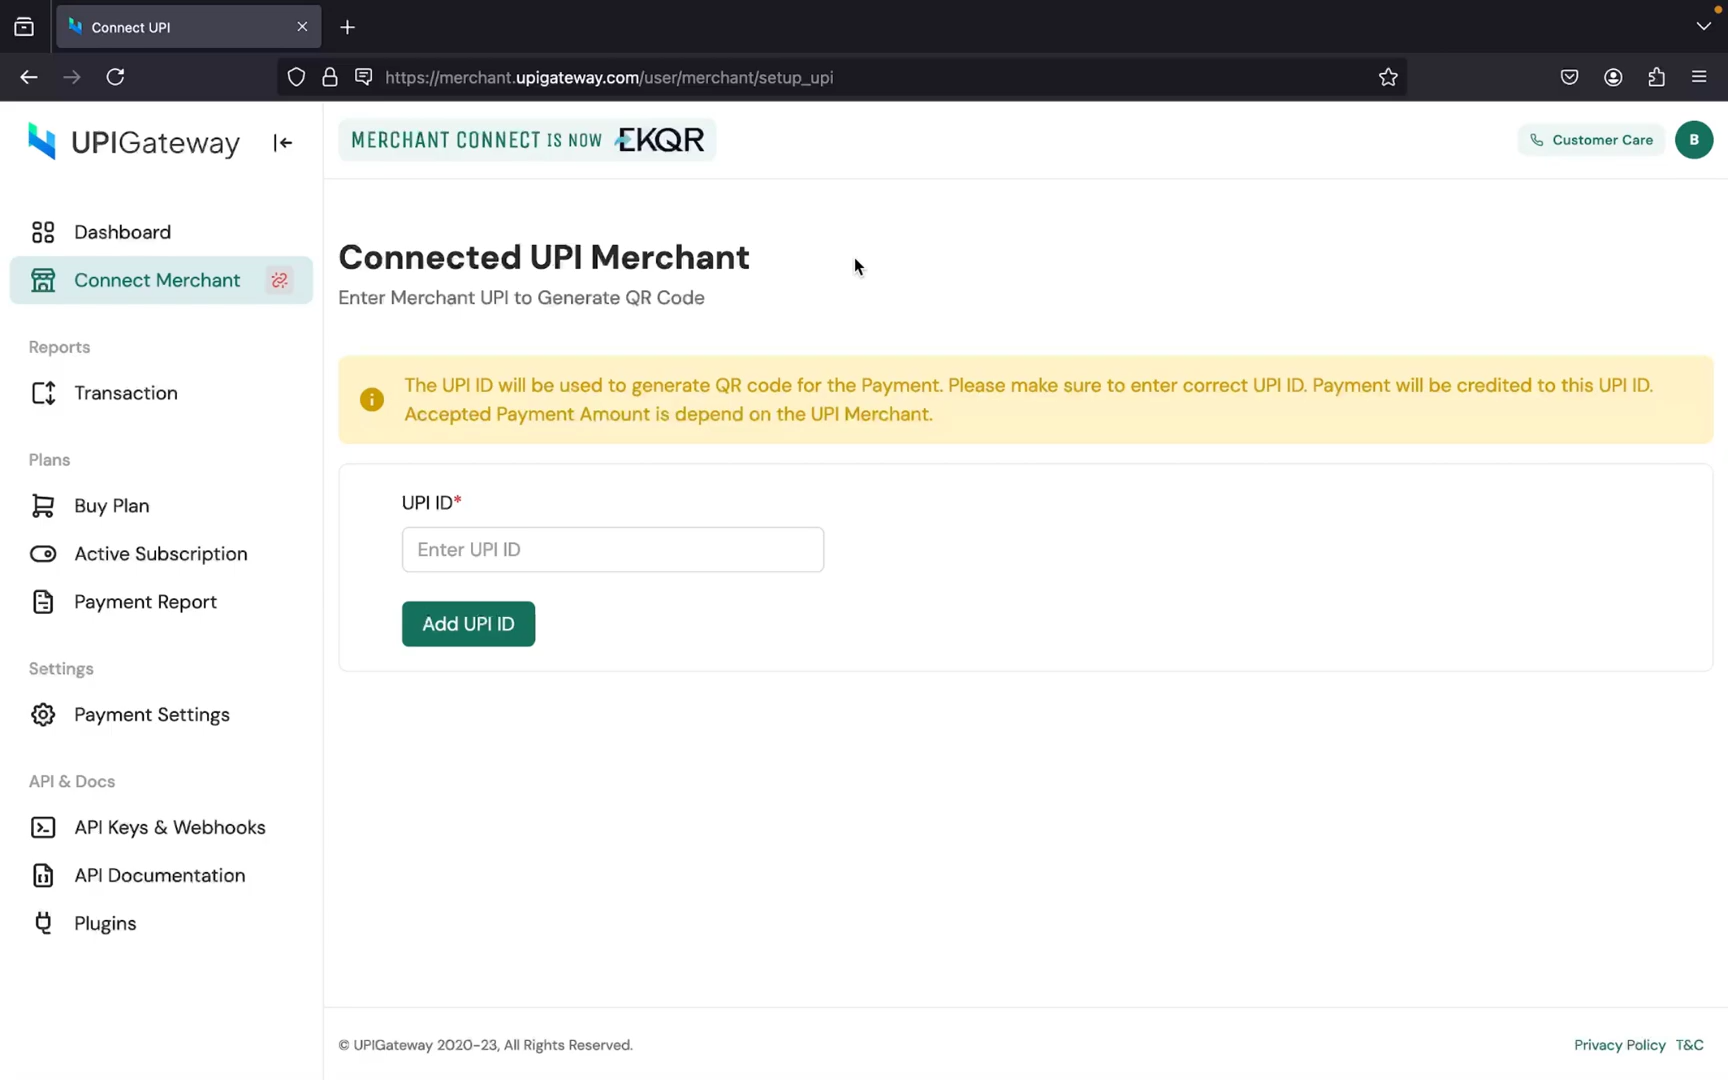 Connect UPI
https://merchant.upigateway.com/user/merchant/setup_upi
UPIGateway
MERCHANT CONNECT IS NOW EKQR
Customer Care
B
Dashboard
Connect Merchant
Reports
Transaction
Plans
Buy Plan
Active Subscription
Payment Report
Settings
Payment Settings
API & Docs
API Keys & Webhooks
API Documentation
Plugins
Connected UPI Merchant
Enter Merchant UPI to Generate QR Code
The UPI ID will be used to generate QR code for the Payment. Please make sure to enter correct UPI ID. Payment will be credited to this UPI ID.
Accepted Payment Amount is depend on the UPI Merchant.
UPI ID*
Enter UPI ID
Add UPI ID
© UPIGateway 2020-23, All Rights Reserved.
Privacy Policy T&C